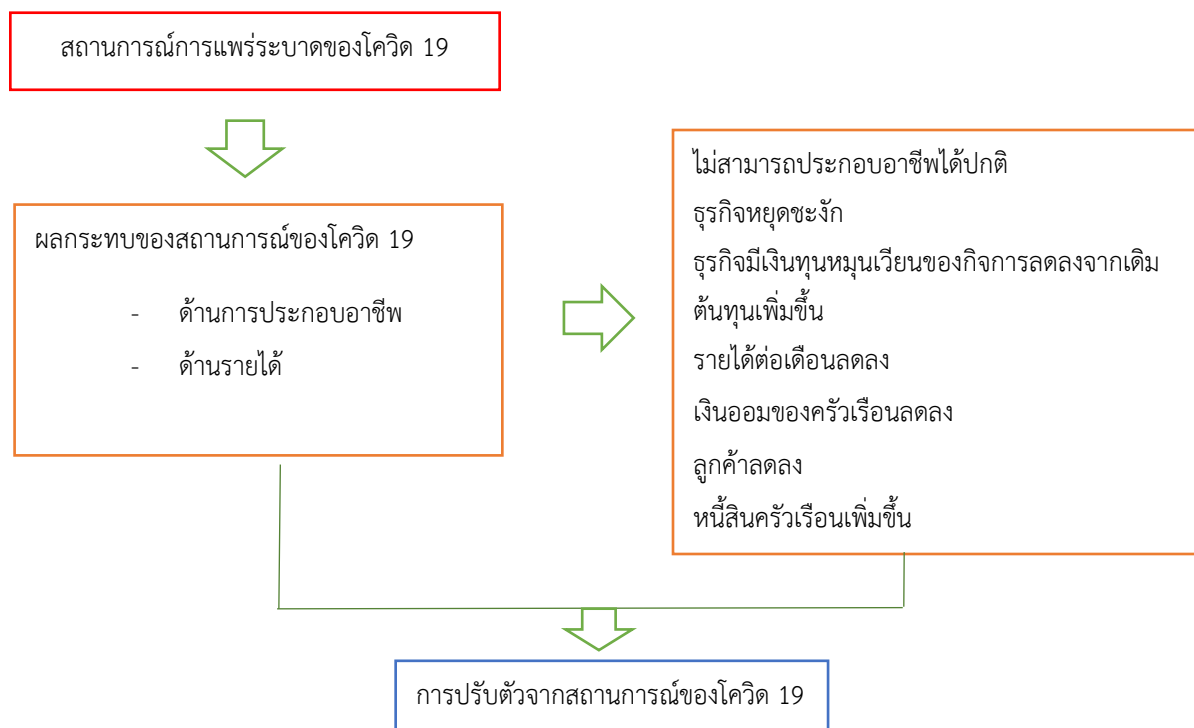 สถานการณ์การแพร่ระบาดของโควิด 19
ผลกระทบของสถานการณ์ของโควิด 19
- ด้านการประกอบอาชีพ
- ด้านรายได้
ไม่สามารถประกอบอาชีพได้ปกติ
ธุรกิจหยุดชะงัก
ธุรกิจมีเงินทุนหมุนเวียนของกิจการลดลงจากเดิม
ต้นทุนเพิ่มขึ้น
รายได้ต่อเดือนลดลง
เงินออมของครัวเรือนลดลง
ลูกค้าลดลง
หนี้สินครัวเรือนเพิ่มขึ้น
การปรับตัวจากสถานการณ์ของโควิด 19